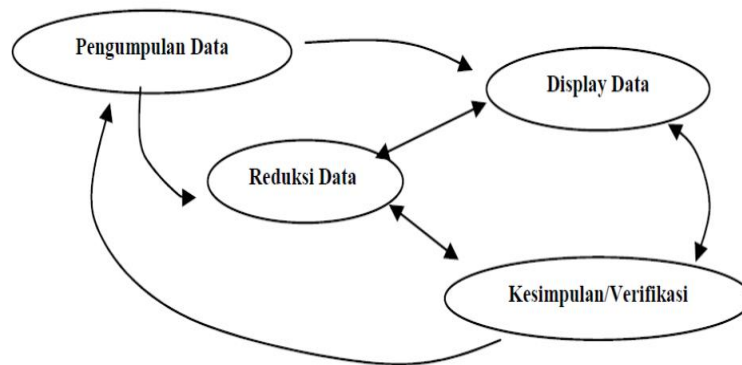 Pengumpulan Data
Display Data
Reduksi Data
Kesimpulan/Verifikasi